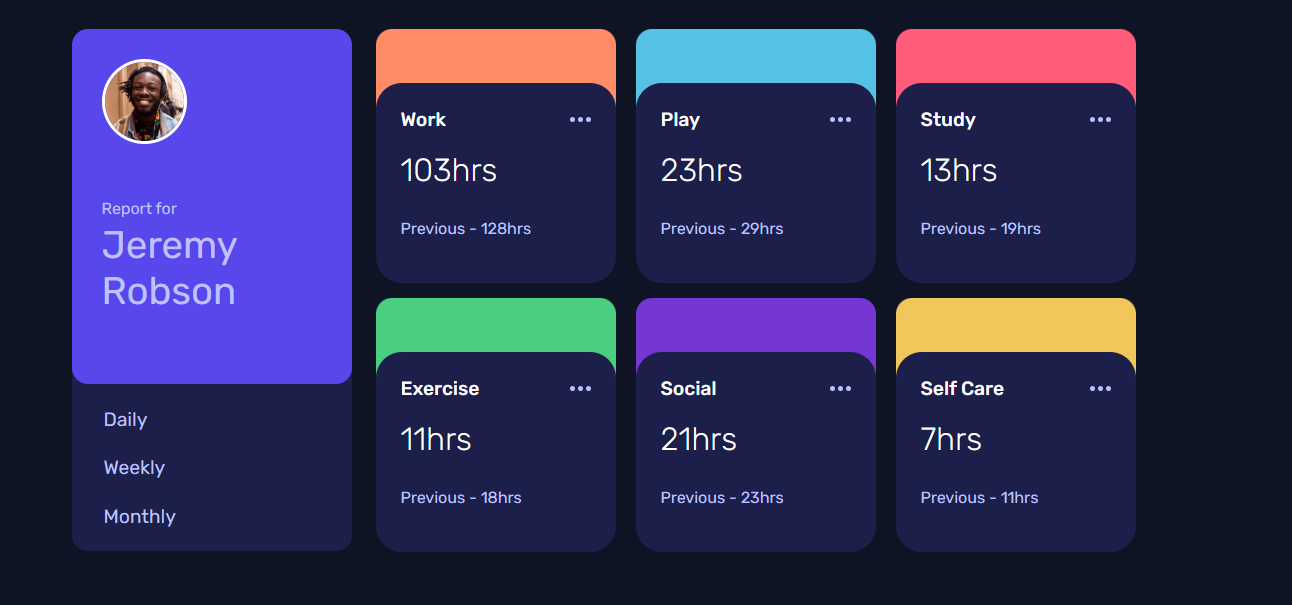 Report for
Jeremy
Robson
Daily
Weekly
Monthly
Work
103hrs
Previous - 128hrs
Play
23hrs
Previous - 29hrs
Study
13hrs
Previous - 19hrs
Exercise
11hrs
Previous - 18hrs
Social
21hrs
Previous - 23hrs
Self Care
7hrs
Previous - 11hrs